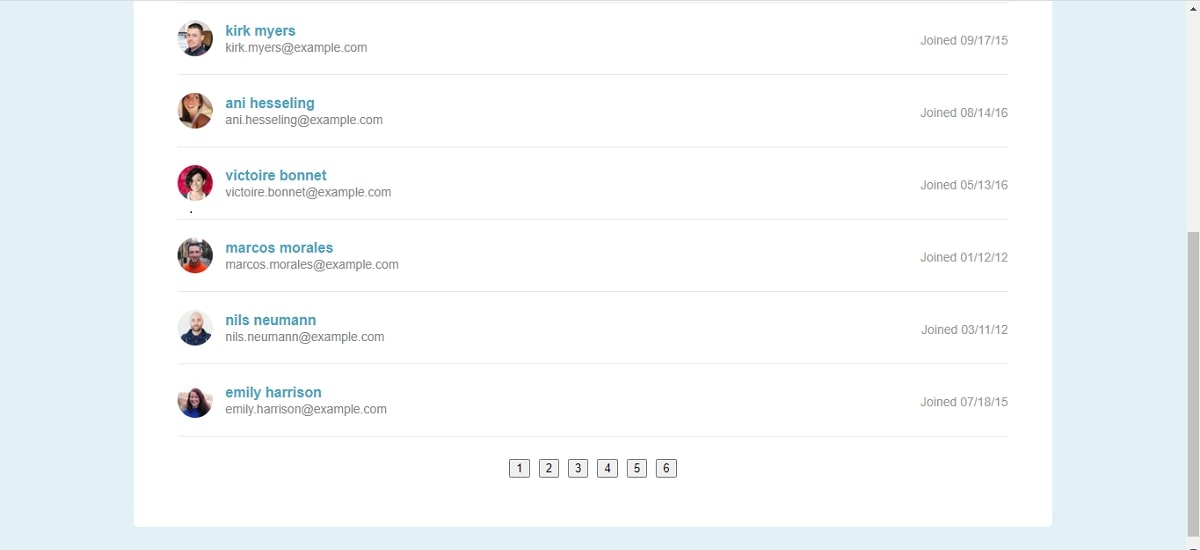 kirk myers
kirk.myers@example.com
Joined 09/17/15
ani hesseling
ani.hesseling@example.com
Joined 08/14/16
victoire bonnet
victoire.bonnet@example.com
Joined 05/13/16
marcos morales
marcos.morales@example.com
Joined 01/12/12
nils neumann
nils.neumann@example.com
Joined 03/11/12
emily harrison
emily.harrison@example.com
Joined 07/18/15
1 2 3 4 5 6